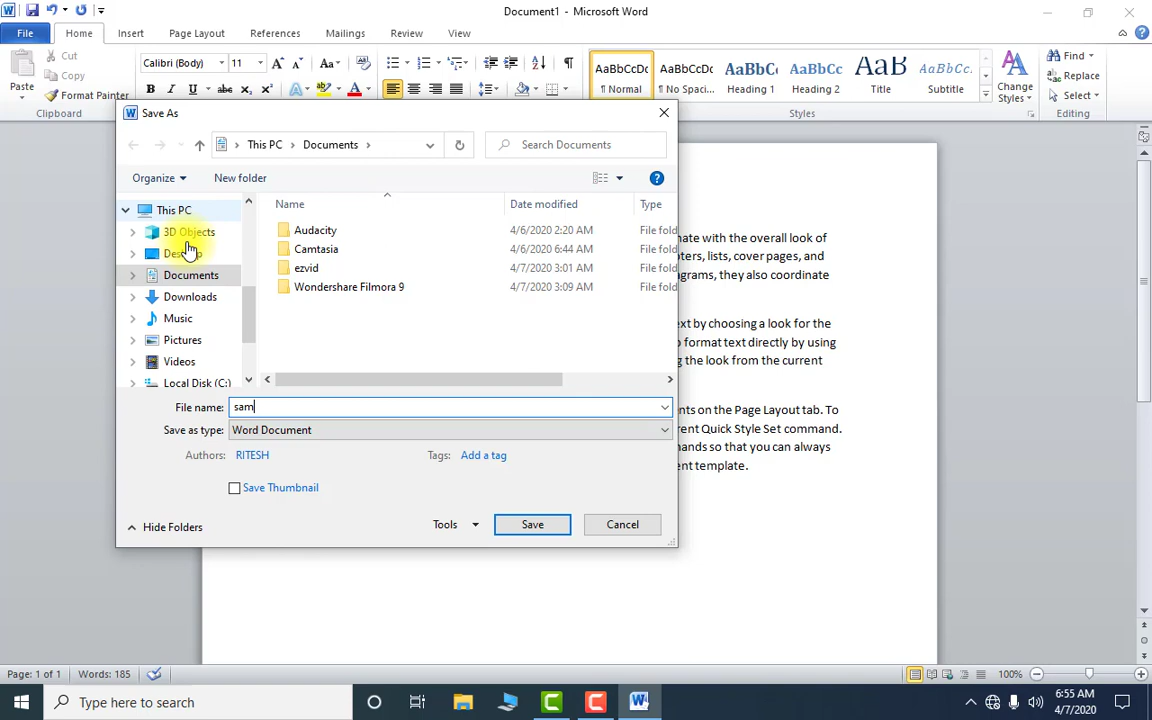 Document1 - Microsoft Word
File Home Insert Page Layout References Mailings Review View
Paste Cut Copy Format Painter
Clipboard
Calibri (Body) 11
B I U abc X₂ X² A A A Aa
AaBbCcDc AaBbCcDc AaBbCc AaBbCc AaB AaBbCc.
¶ Normal ¶ No Spaci... Heading 1 Heading 2 Title Subtitle
Change Styles
Styles
Find Replace Select
Editing
Save As
This PC Documents Search Documents
Organize New folder
This PC
3D Objects
Documents
Downloads
Music
Pictures
Videos
Local Disk (C:)
Name Date modified Type
Audacity 4/6/2020 2:20 AM File fold
Camtasia 4/6/2020 6:44 AM File fold
ezvid 4/7/2020 3:01 AM File fold
Wondershare Filmora 9 4/7/2020 3:09 AM File fold
File name: sam
Save as type: Word Document
Authors: RITESH Tags: Add a tag
Save Thumbnail
Hide Folders Tools Save Cancel
nate with the overall look of
ters, lists, cover pages, and
agrams, they also coordinate
ext by choosing a look for the
o format text directly by using
g the look from the current
nts on the Page Layout tab. To
rent Quick Style Set command.
nands so that you can always
ent template.
Page: 1 of 1 Words: 185 100%
Type here to search
6:55 AM
4/7/2020